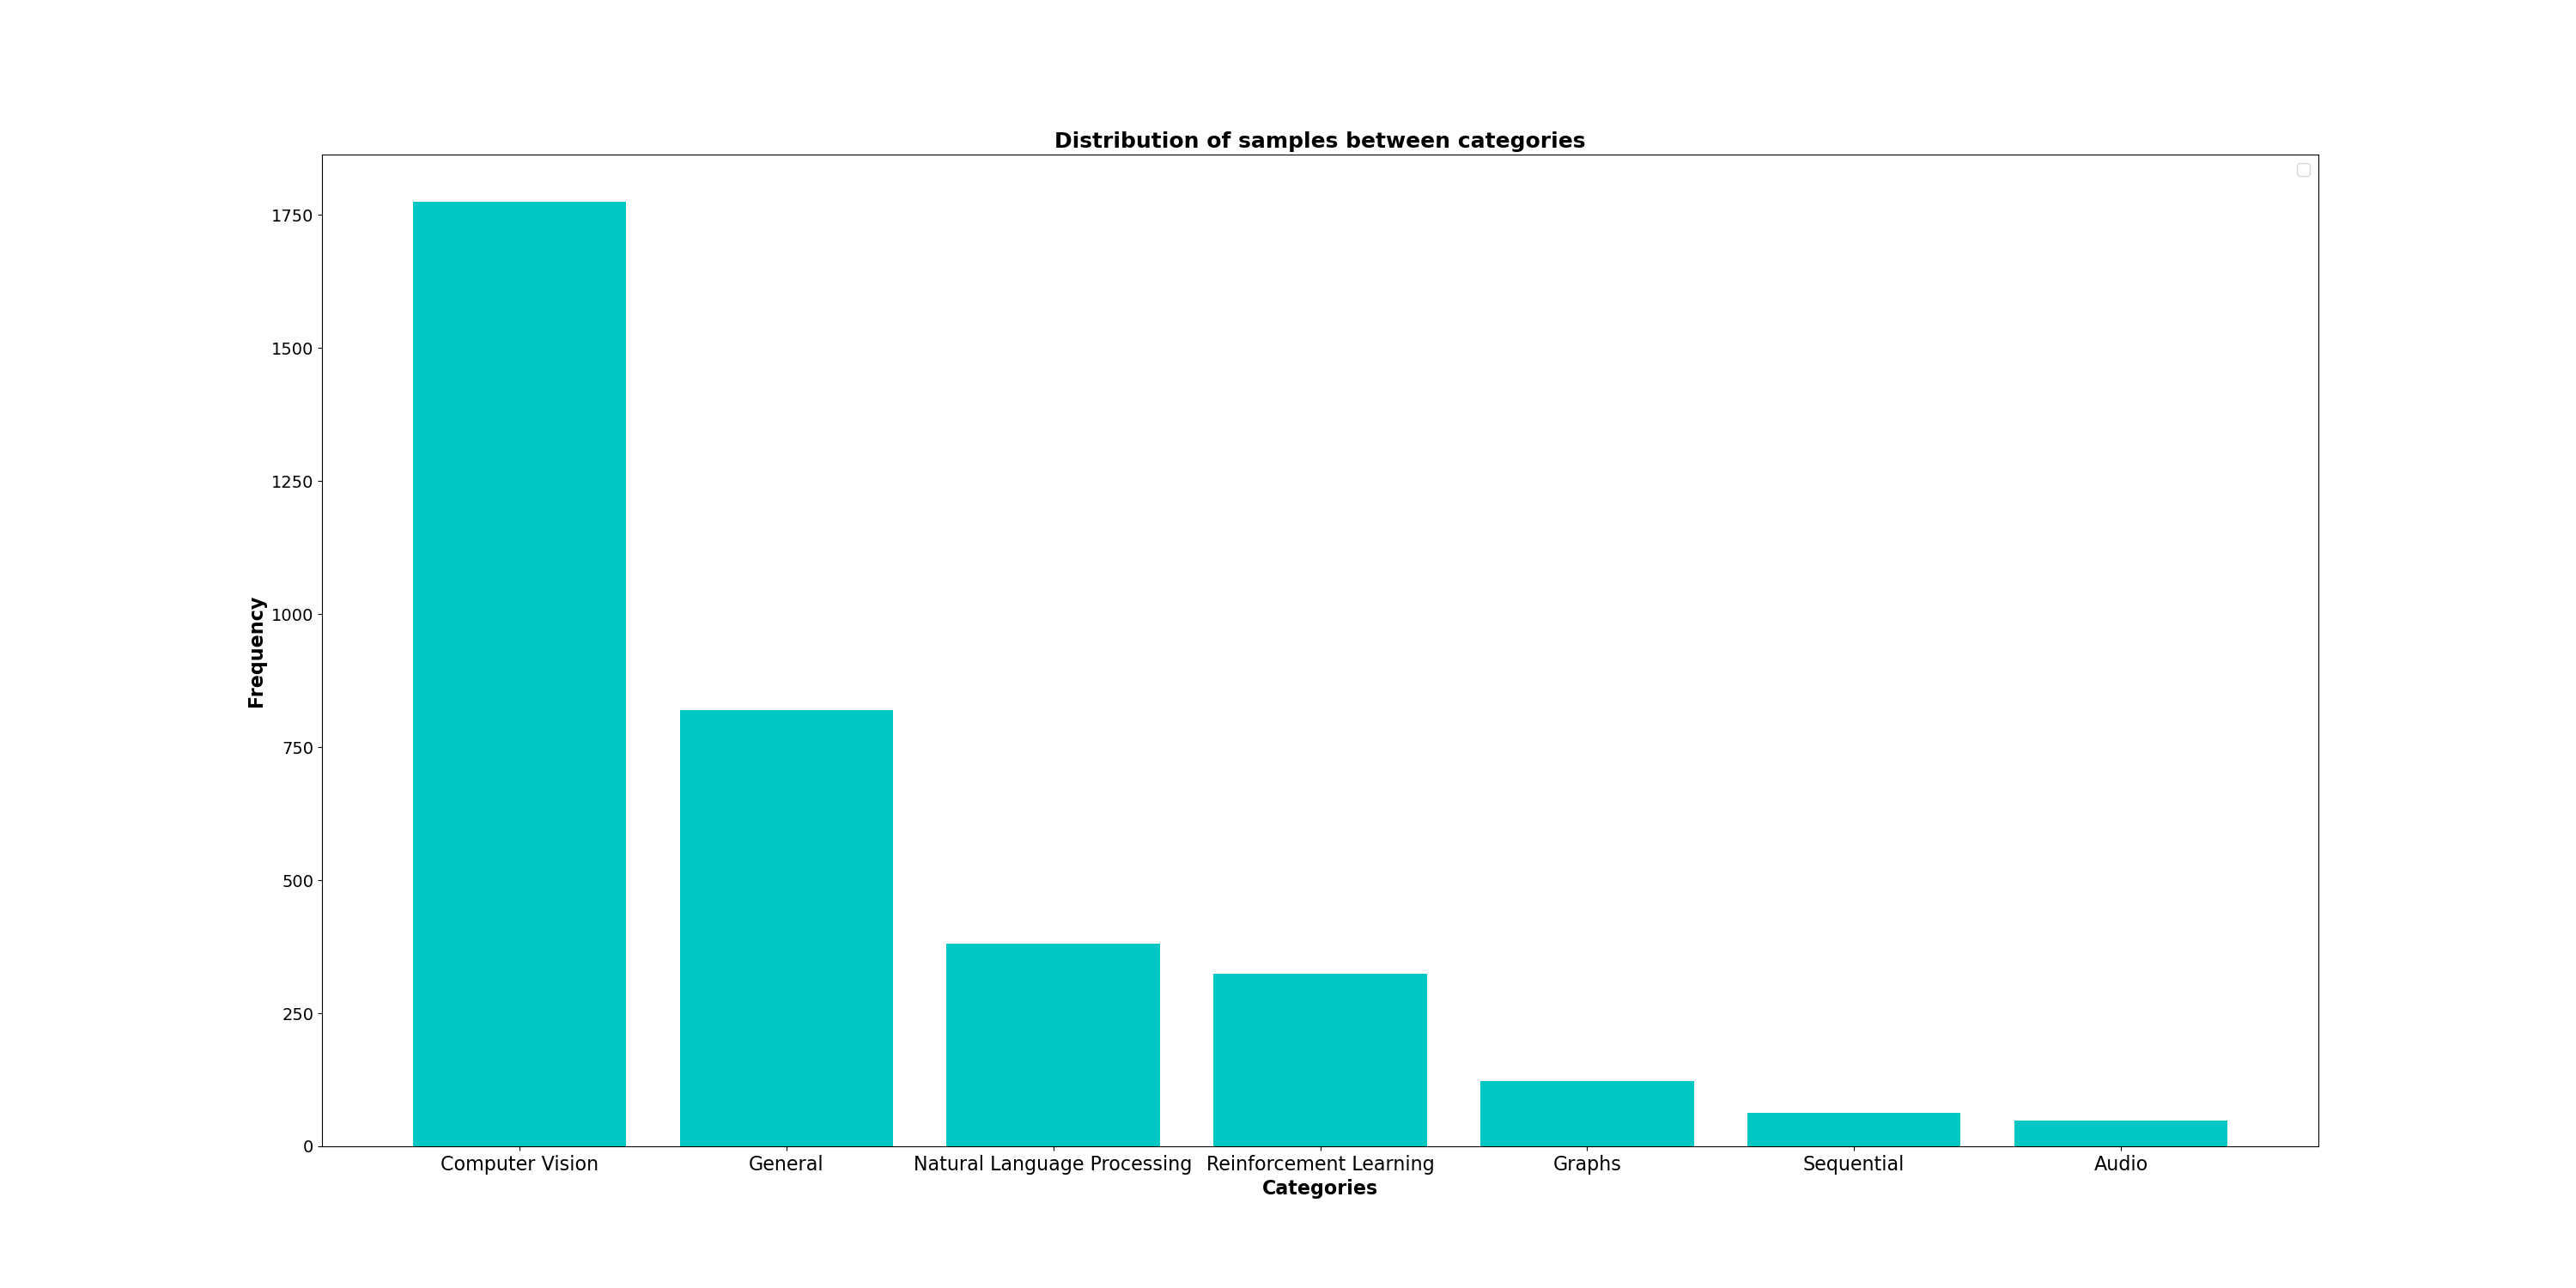 Distribution of samples between categories
1750
1500
1250
1000
750
500
250
0
Frequency
Computer Vision General Natural Language Processing Reinforcement Learning Graphs Sequential Audio
Categories